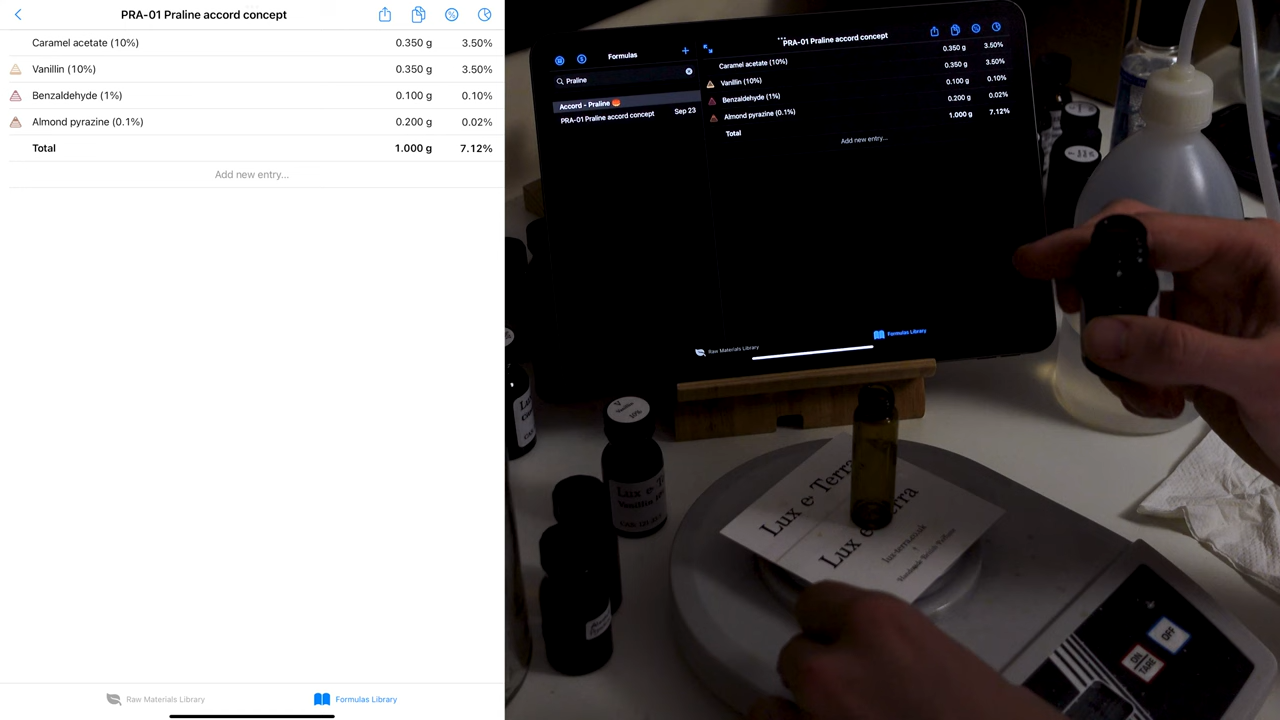 PRA-01 Praline accord concept
Caramel acetate (10%) 0.350 g 3.50%
Vanillin (10%) 0.350 g 3.50%
Benzaldehyde (1%) 0.100 g 0.10%
Almond pyrazine (0.1%) 0.200 g 0.02%
Total 1.000 g 7.12%
Add new entry...
Raw Materials Library
Formulas Library
Formulas
Praline
Accord - Praline
PRA-01 Praline accord concept Sep 23
PRA-01 Praline accord concept
Caramel acetate (10%) 0.350 g 3.50%
Vanillin (10%) 0.350 g 3.50%
Benzaldehyde (1%) 0.100 g 0.10%
Almond pyrazine (0.1%) 0.200 g 0.02%
Total 1.000 g 7.12%
Add new entry...
Raw Materials Library
Formulas Library
Vanillin
10%
Lux e T
Vanillin
Lux e Terra
Lux e Terra
ON
TARE
OFF